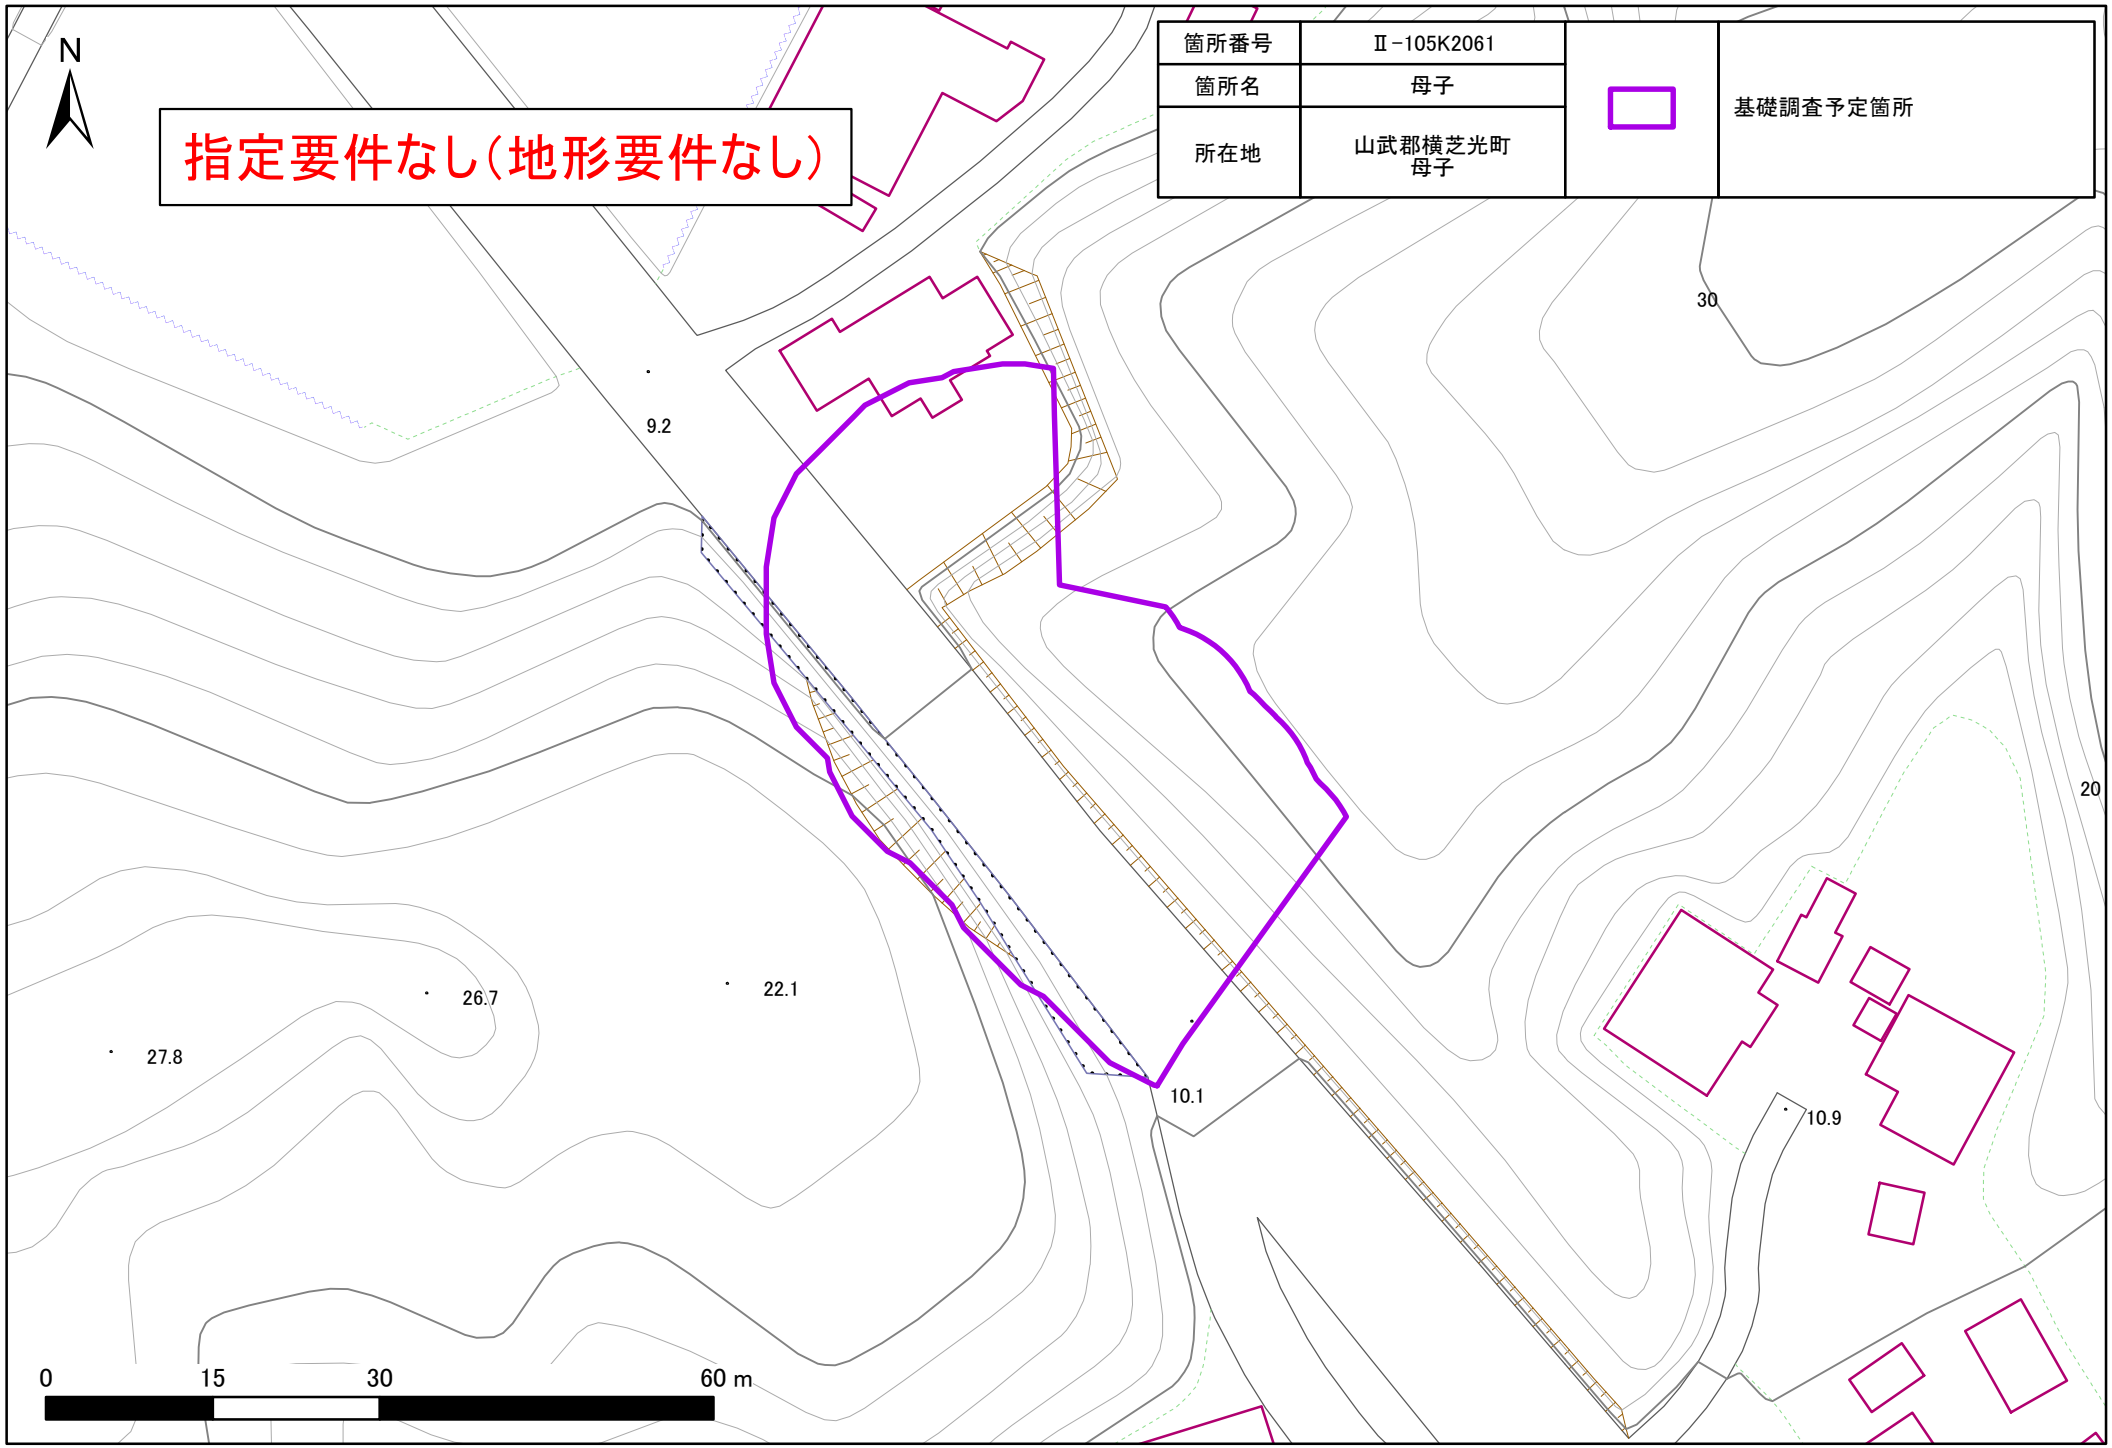 N
指定要件なし（地形要件なし）
箇所番号 Ⅱ-105K2061
箇所名 母子
所在地 山武郡横芝光町
母子
基礎調査予定箇所
30
9.2
20
26.7
22.1
27.8
10.1
10.9
0 15 30 60 m